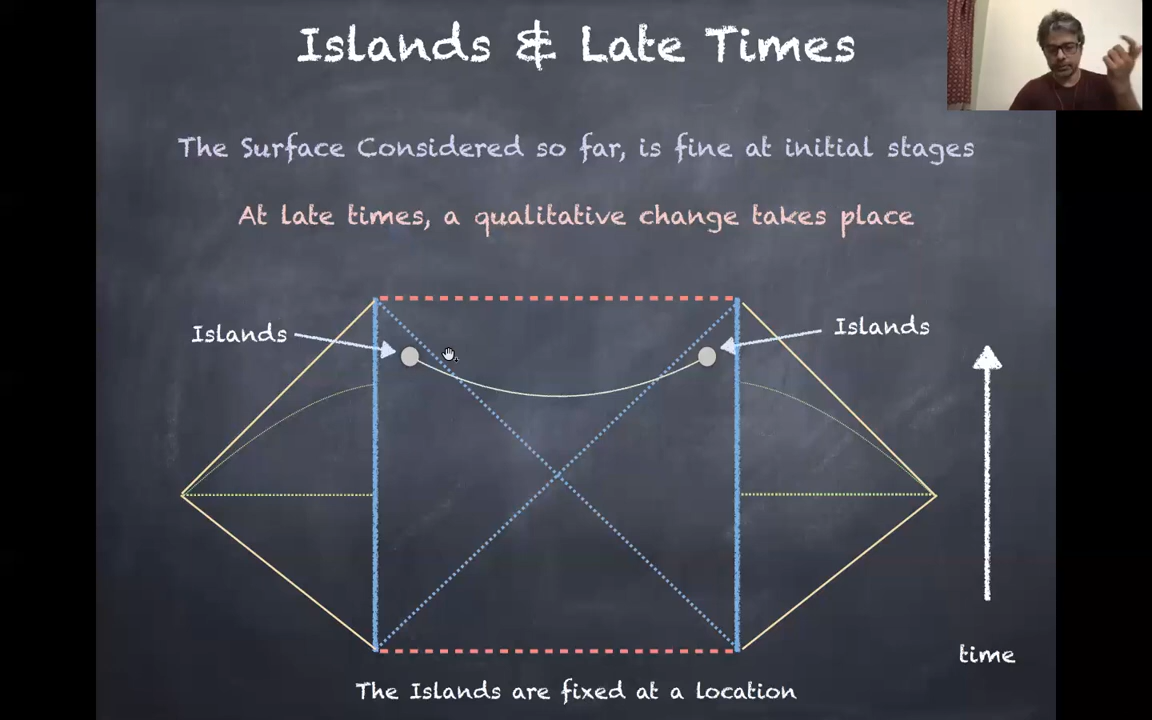 Islands & Late Times
The Surface Considered so far, is fine at initial stages
At late times, a qualitative change takes place
Islands
Islands
time
The Islands are fixed at a location